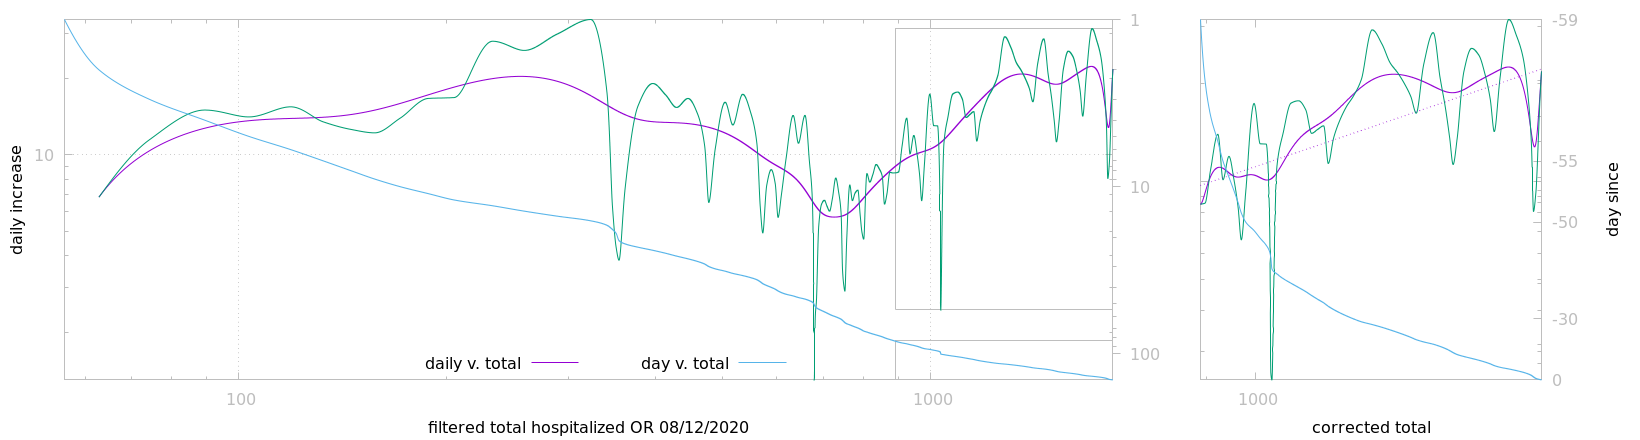 1
-59
10
-55
daily increase
10
day since
-50
-30
daily v. total
day v. total
100
0
100
1000
1000
filtered total hospitalized OR 08/12/2020
corrected total